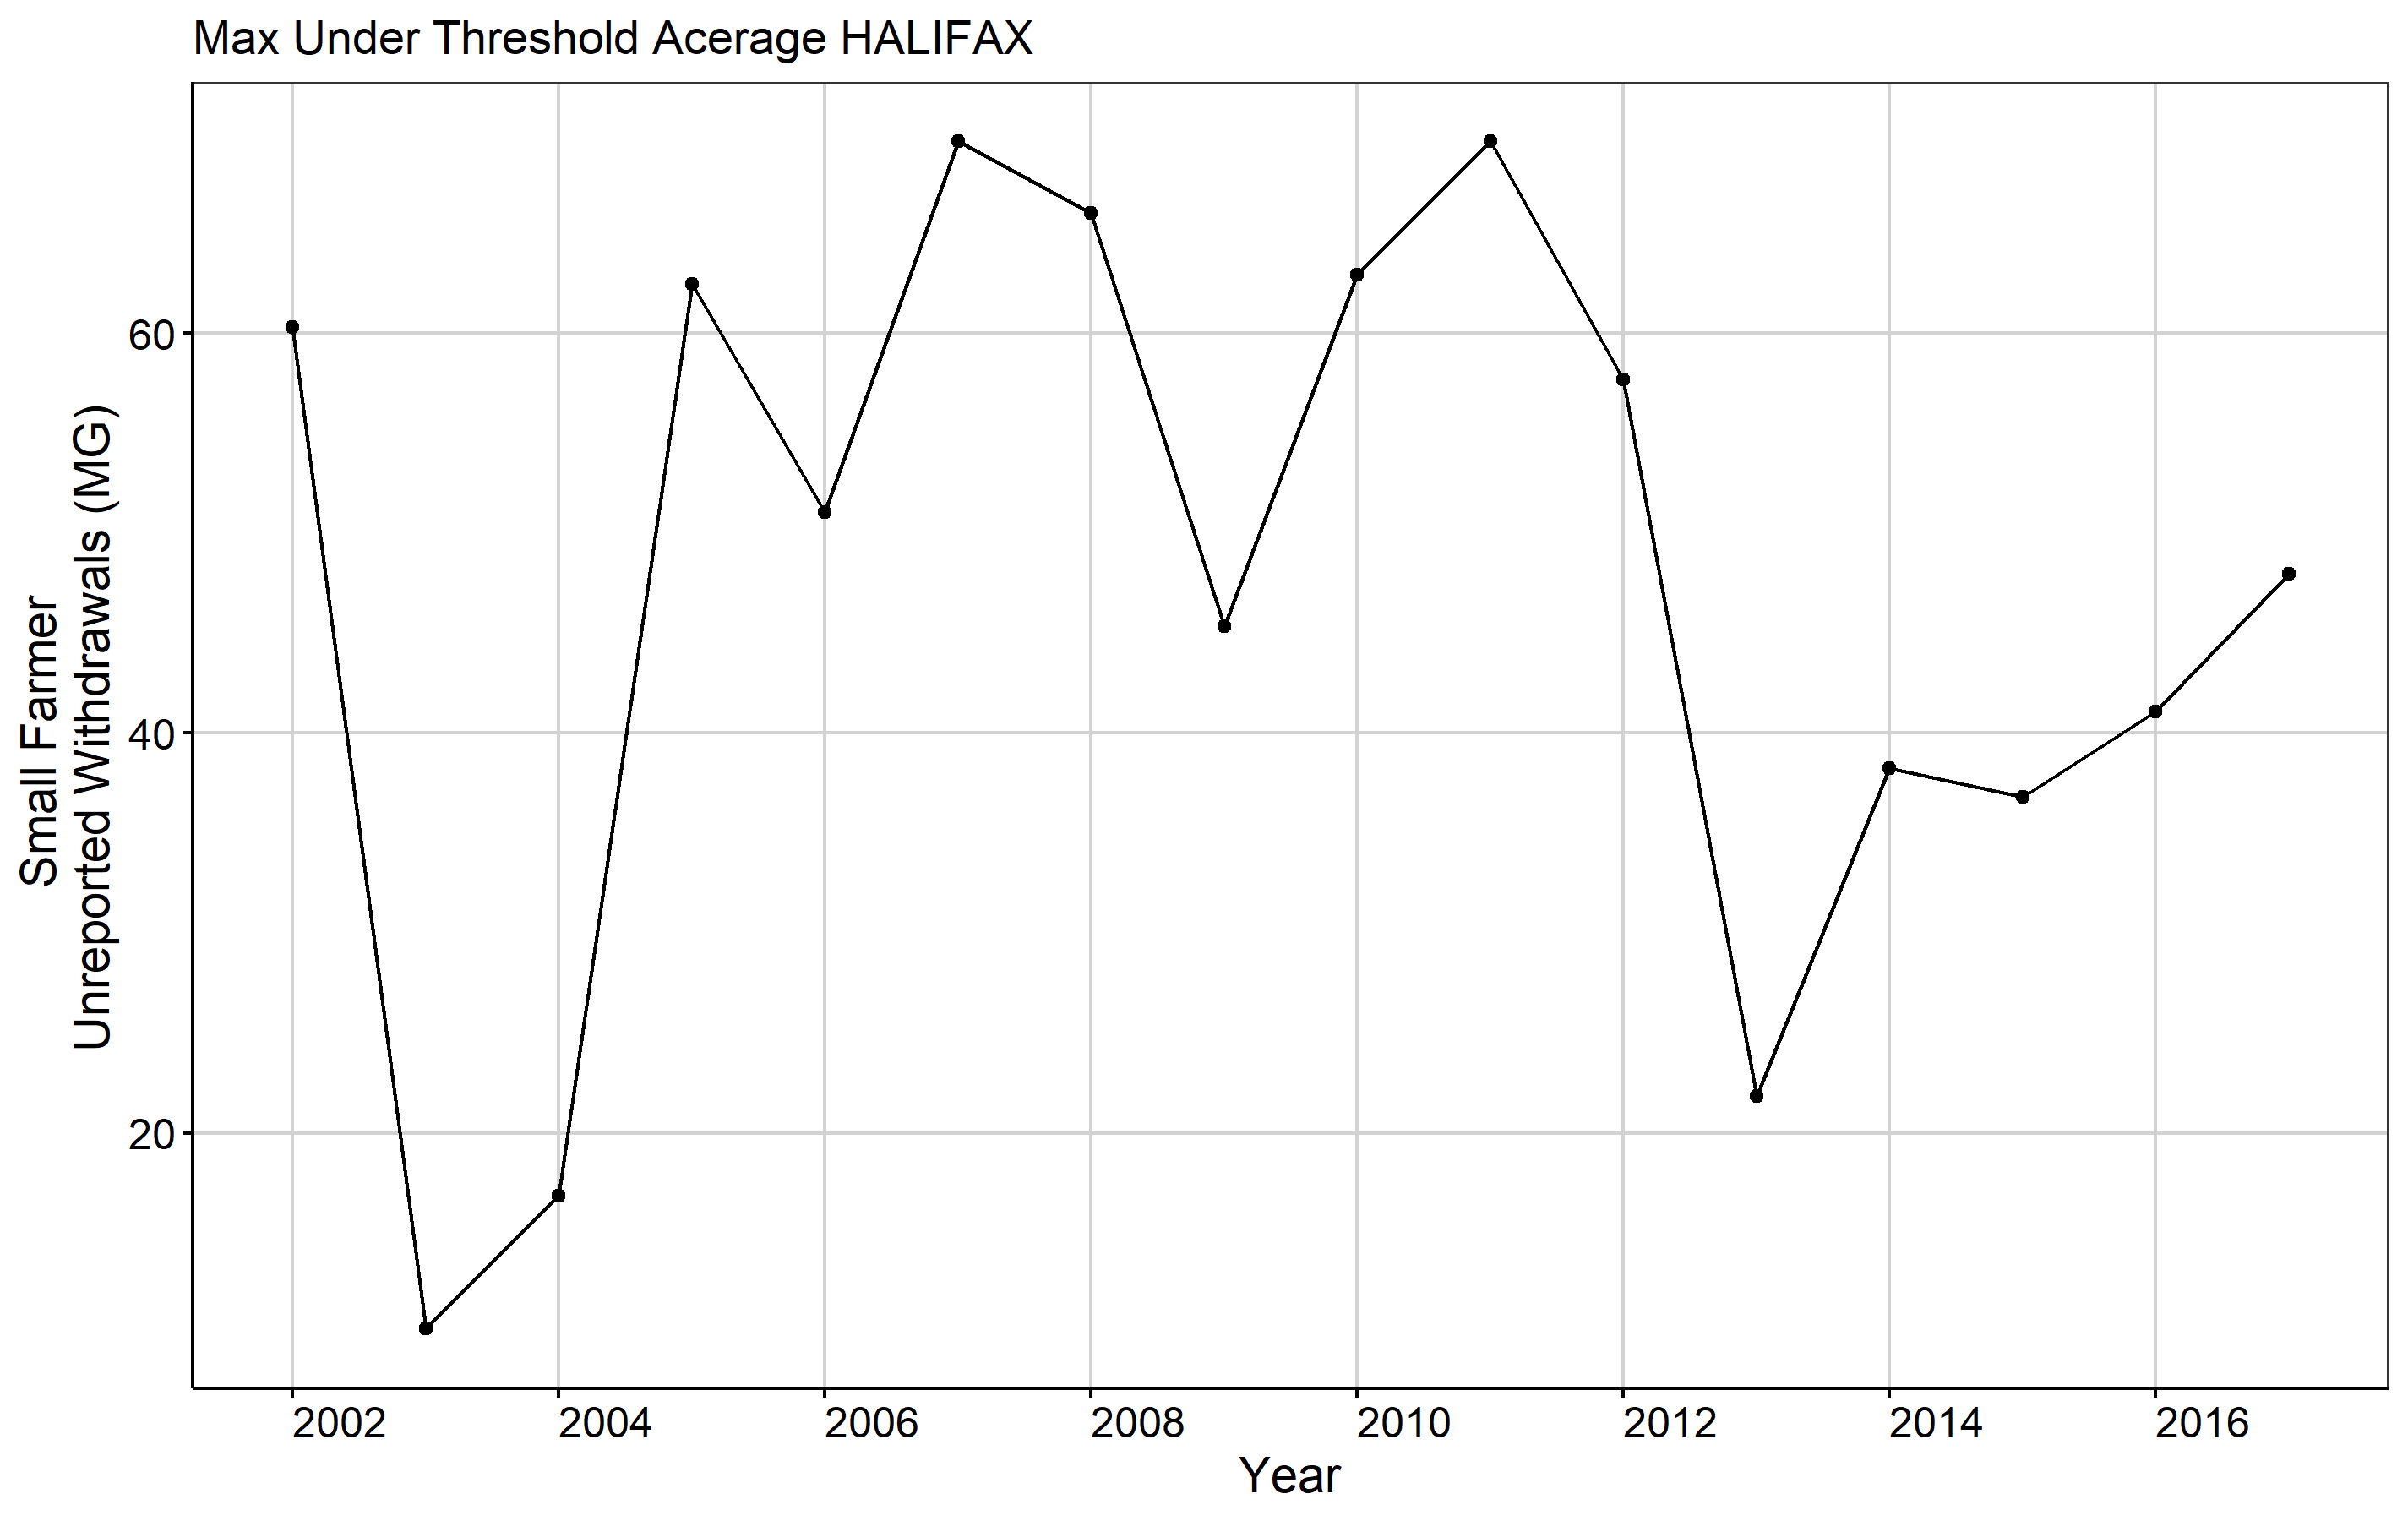 Max Under Threshold Acerage HALIFAX
Small Farmer
Unreported Withdrawals (MG)
60
40
20
2002 2004 2006 2008 2010 2012 2014 2016
Year